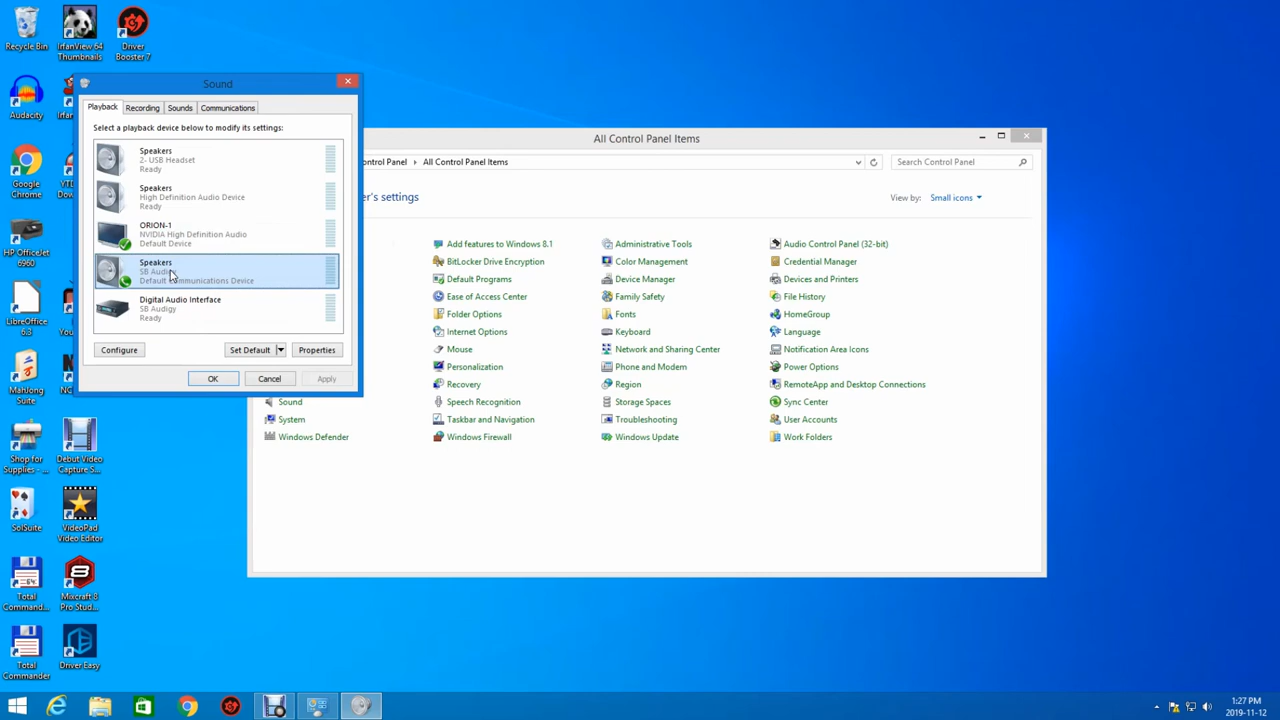 Recycle Bin
IrfanView 64
Thumbnails
Driver
Booster 7
Audacity
Google
Chrome
HP OfficeJet
6960
LibreOffice
6.3
MahJong
Suite
Shop for
Supplies - ...
Debut Video
Capture S...
SolSuite
VideoPad
Video Editor
Total
Command...
Mixcraft 8
Pro Stud...
Total
Commander
Driver Easy
Sound
Playback
Recording
Sounds
Communications
Select a playback device below to modify its settings:
Speakers
2- USB Headset
Ready
Speakers
High Definition Audio Device
Ready
ORION-1
NVIDIA High Definition Audio
Default Device
Speakers
SB Audigy
Default Communications Device
Digital Audio Interface
SB Audigy
Ready
Configure
Set Default
Properties
OK
Cancel
Apply
All Control Panel Items
ontrol Panel
All Control Panel Items
Search Control Panel
er's settings
View by:
Small icons
Add features to Windows 8.1
Administrative Tools
Audio Control Panel (32-bit)
BitLocker Drive Encryption
Color Management
Credential Manager
Default Programs
Device Manager
Devices and Printers
Ease of Access Center
Family Safety
File History
Folder Options
Fonts
HomeGroup
Internet Options
Keyboard
Language
Mouse
Network and Sharing Center
Notification Area Icons
Personalization
Phone and Modem
Power Options
Recovery
Region
RemoteApp and Desktop Connections
Sound
Speech Recognition
Storage Spaces
Sync Center
System
Taskbar and Navigation
Troubleshooting
User Accounts
Windows Defender
Windows Firewall
Windows Update
Work Folders
1:27 PM
2019-11-12